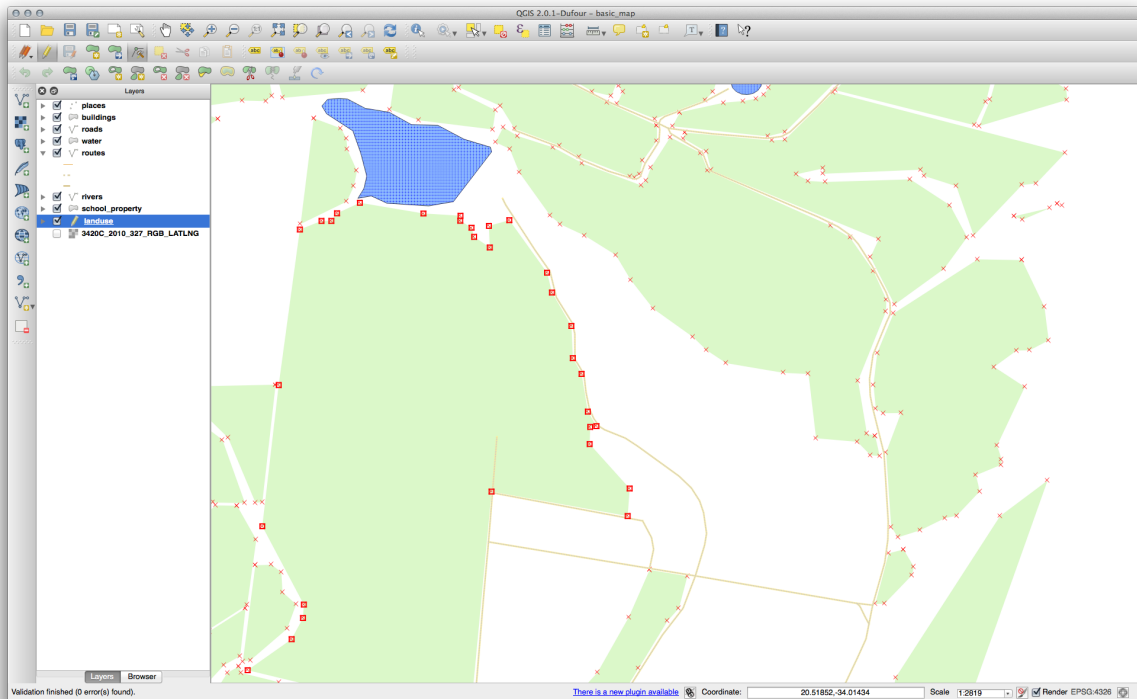 QGIS 2.0.1-Dufour - basic_map
Layers
places
buildings
roads
water
routes
rivers
school_property
landuse
3420C_2010_327_RGB_LATLNG
Layers Browser
Validation finished (0 error(s) found). There is a new plugin available Coordinate: 20.51852,-34.01434 Scale 1:2819 Render EPSG:4326